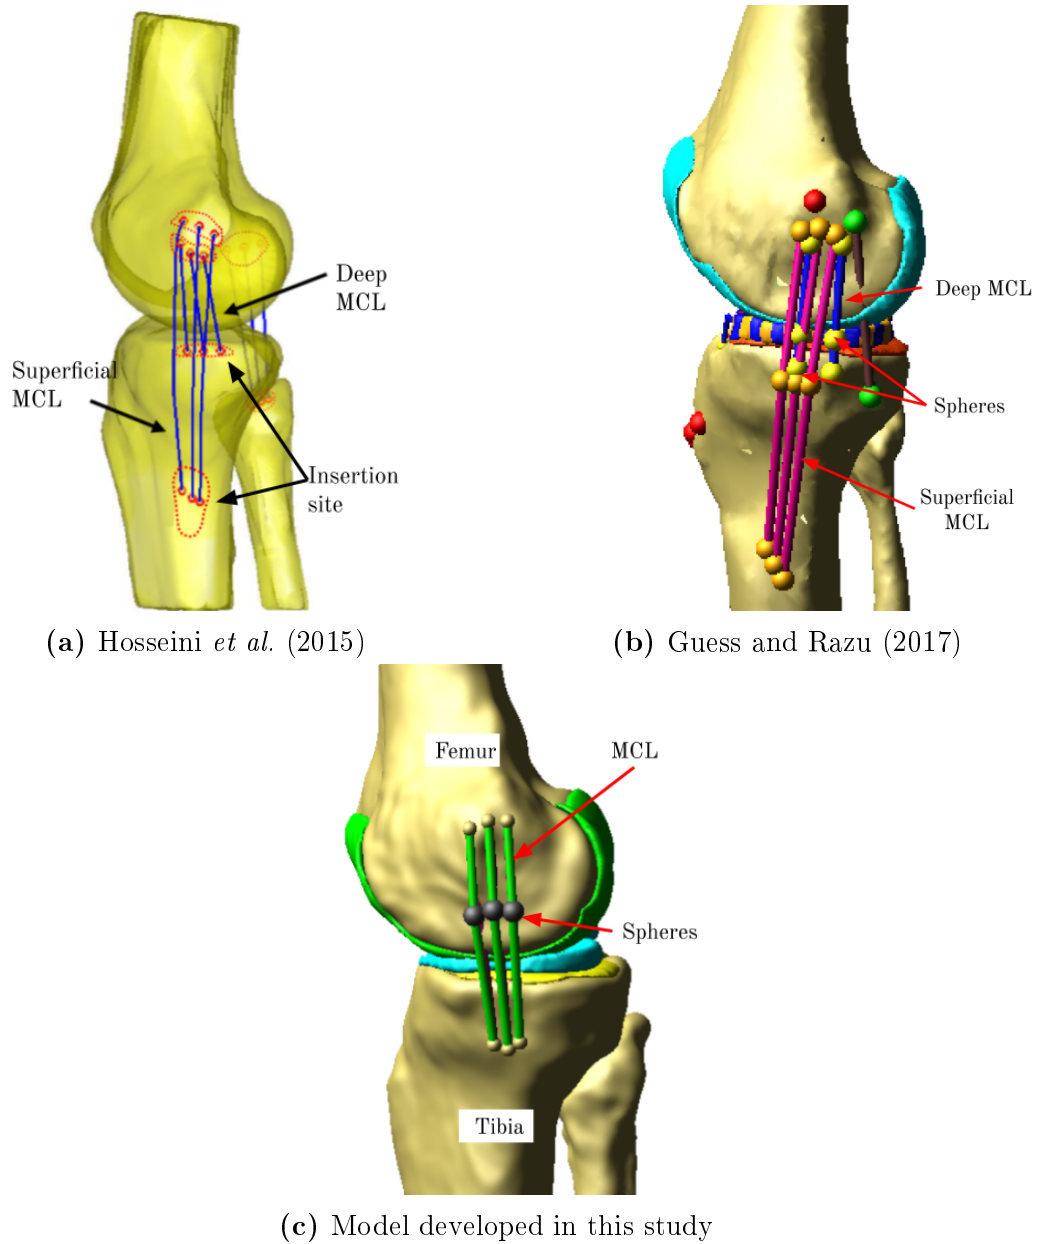 Deep
MCL
Superficial
MCL
Insertion
site
(a) Hosseini et al. (2015)
Deep MCL
Spheres
Superficial
MCL
(b) Guess and Razu (2017)
Femur
MCL
Spheres
Tibia
(c) Model developed in this study